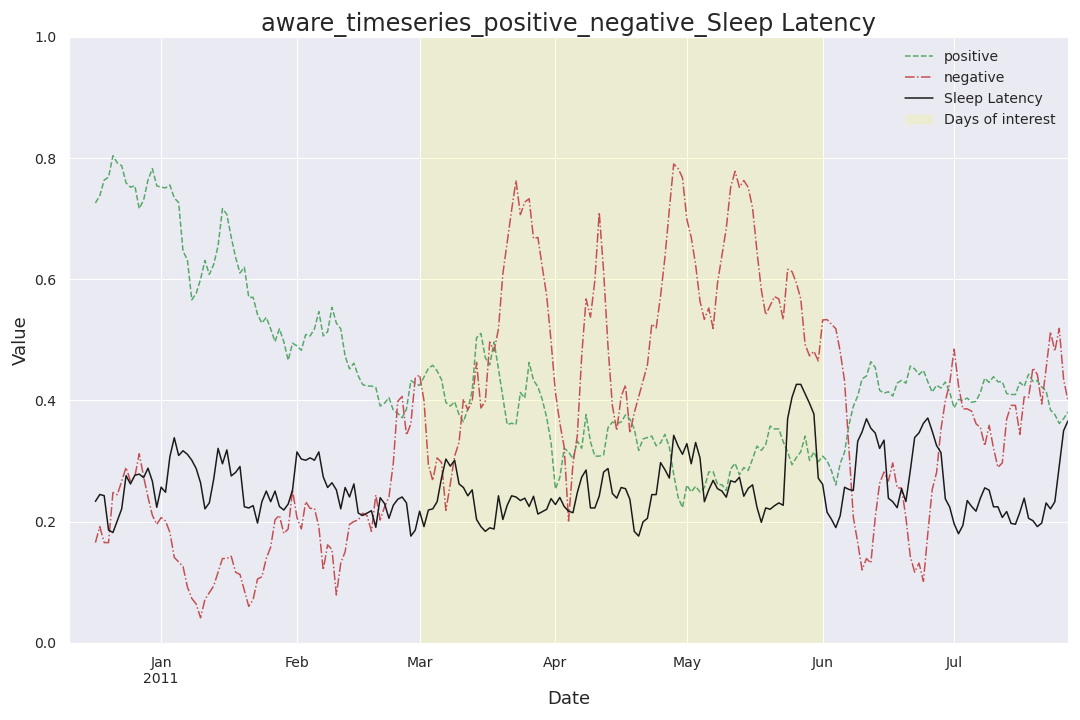 aware_timeseries_positive_negative_Sleep Latency
1.0
0.8
0.6
0.4
0.2
0.0
Value
positive
negative
Sleep Latency
Days of interest
Jan
2011
Feb
Mar
Apr
May
Jun
Jul
Date